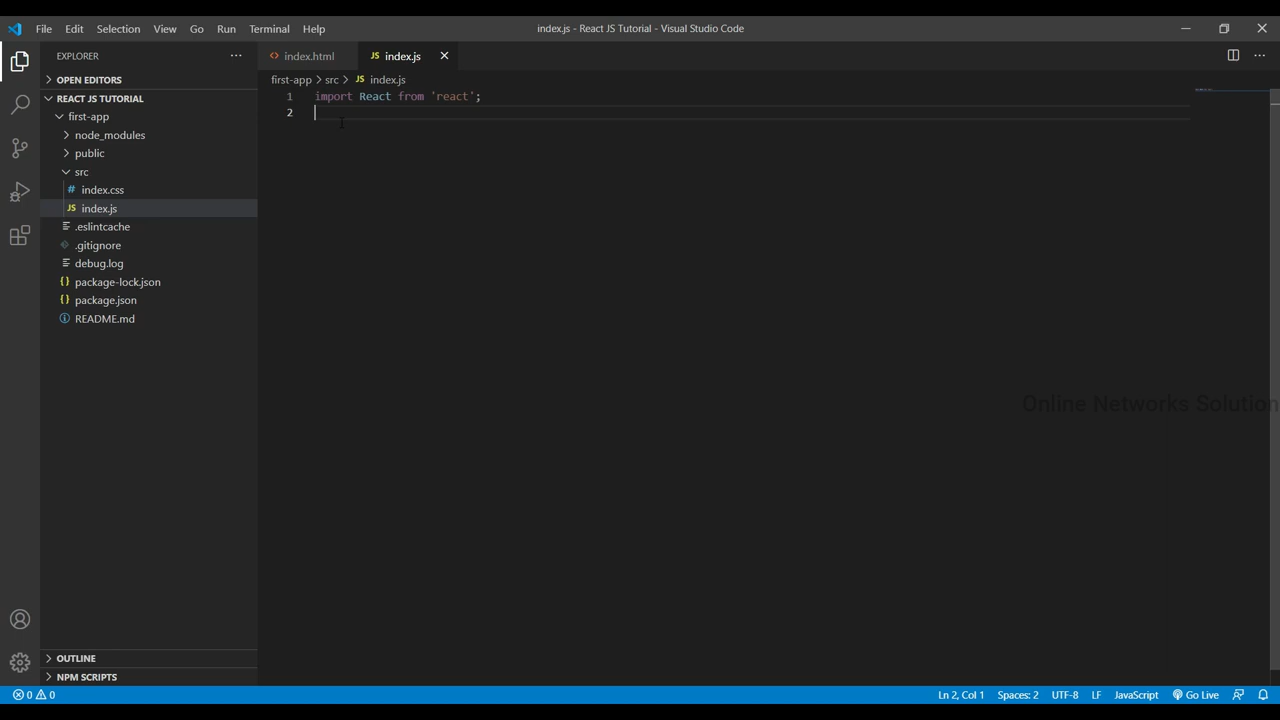 File Edit Selection View Go Run Terminal Help
index.js - React JS Tutorial - Visual Studio Code
EXPLORER
OPEN EDITORS
REACT JS TUTORIAL
first-app
node_modules
public
src
# index.css
JS index.js
.eslintcache
.gitignore
debug.log
{} package-lock.json
{} package.json
README.md
OUTLINE
NPM SCRIPTS
<> index.html
JS index.js
first-app > src > JS index.js
1 import React from 'react';
2
Online Networks Solution
0 0
Ln 2, Col 1 Spaces: 2 UTF-8 LF JavaScript Go Live